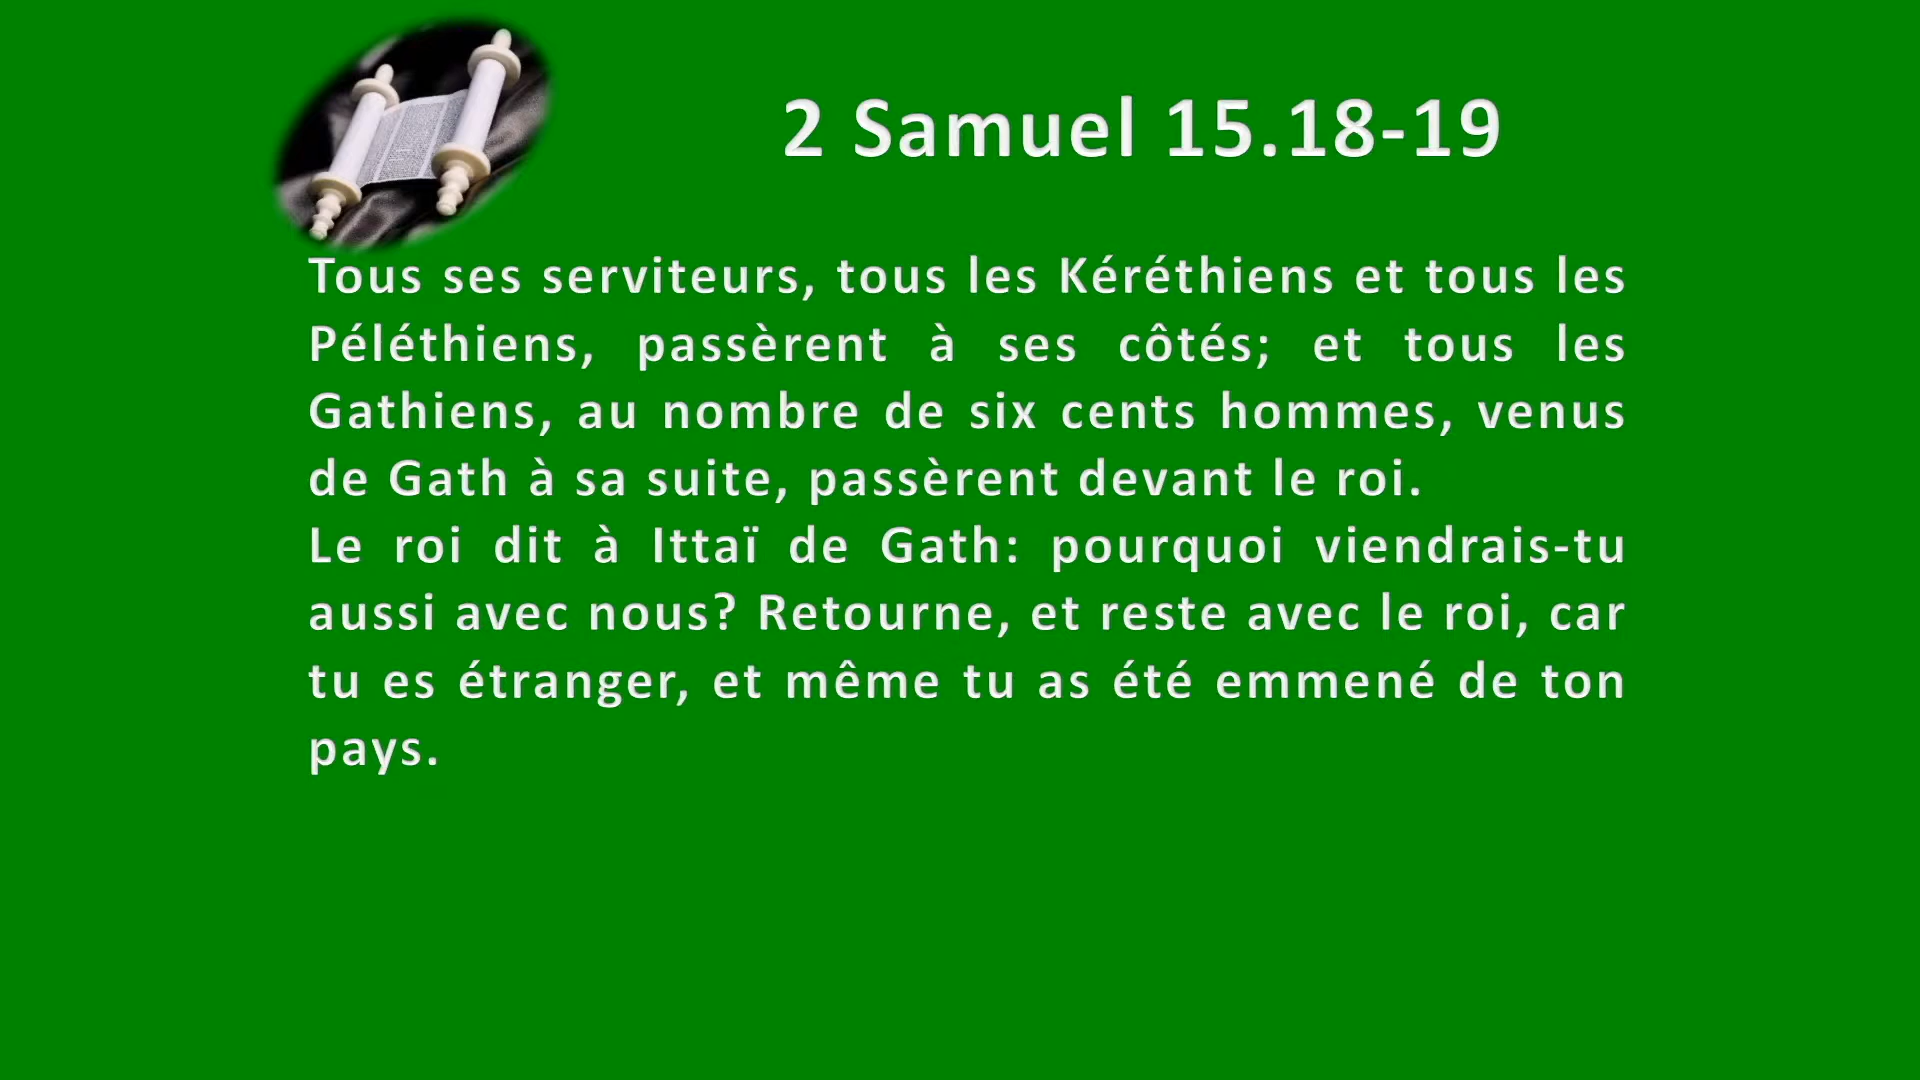 2 Samuel 15.18-19
Tous ses serviteurs, tous les Kéréthiens et tous les
Péléthiens, passèrent à ses côtés; et tous les
Gathiens, au nombre de six cents hommes, venus
de Gath à sa suite, passèrent devant le roi.
Le roi dit à Ittaï de Gath: pourquoi viendrais-tu
aussi avec nous? Retourne, et reste avec le roi, car
tu es étranger, et même tu as été emmené de ton
pays.